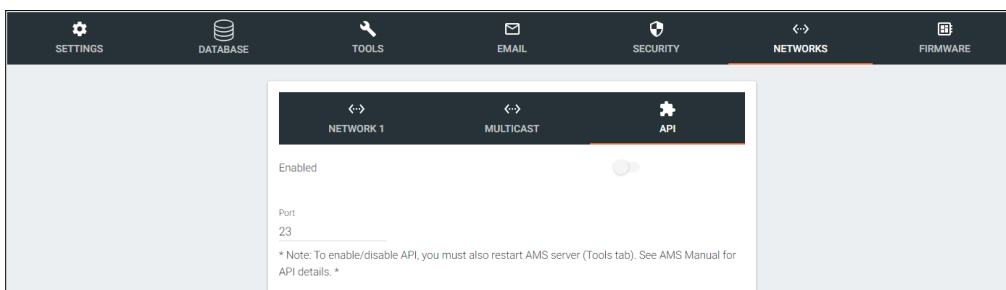 SETTINGS DATABASE TOOLS EMAIL SECURITY NETWORKS FIRMWARE
NETWORK 1 MULTICAST API
Enabled
Port
23
* Note: To enable/disable API, you must also restart AMS server (Tools tab). See AMS Manual for
API details. *